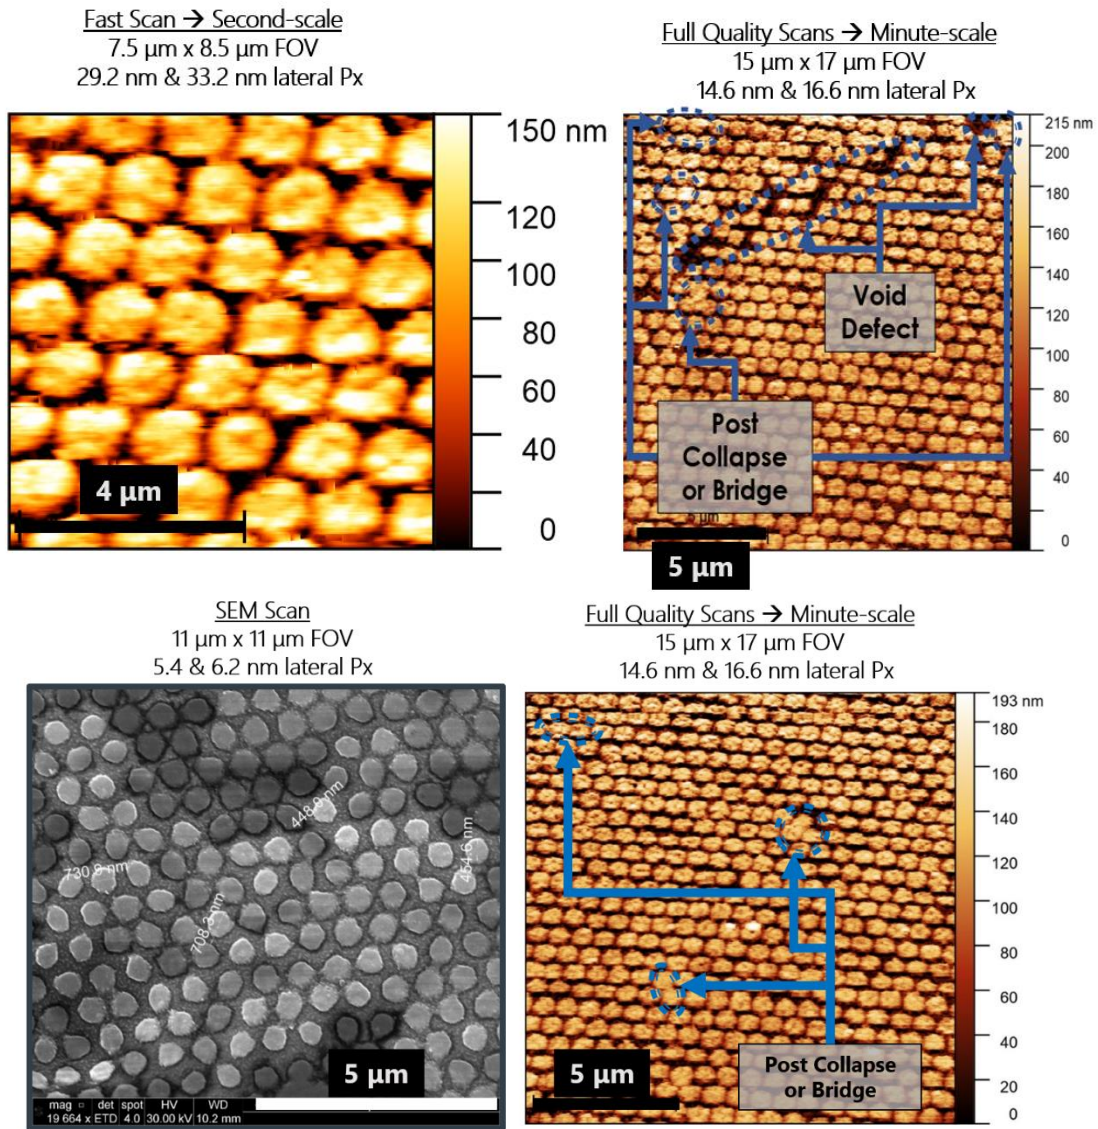 Fast Scan → Second-scale
7.5 µm x 8.5 µm FOV
29.2 nm & 33.2 nm lateral Px
150 nm
120
100
80
60
40
0
4 µm
Full Quality Scans → Minute-scale
15 µm x 17 µm FOV
14.6 nm & 16.6 nm lateral Px
215 nm
200
180
160
140
120
100
80
60
40
0
Void
Defect
Post
Collapse
or Bridge
5 µm
SEM Scan
11 µm x 11 µm FOV
5.4 & 6.2 nm lateral Px
448.9 nm
454.6 nm
730.9 nm
708.3 nm
5 µm
mag □ det spot HV WD
19 664 x ETD 4.0 30.00 kV 10.2 mm
Full Quality Scans → Minute-scale
15 µm x 17 µm FOV
14.6 nm & 16.6 nm lateral Px
193 nm
180
160
140
120
100
80
60
40
20
0
Post Collapse
or Bridge
5 µm